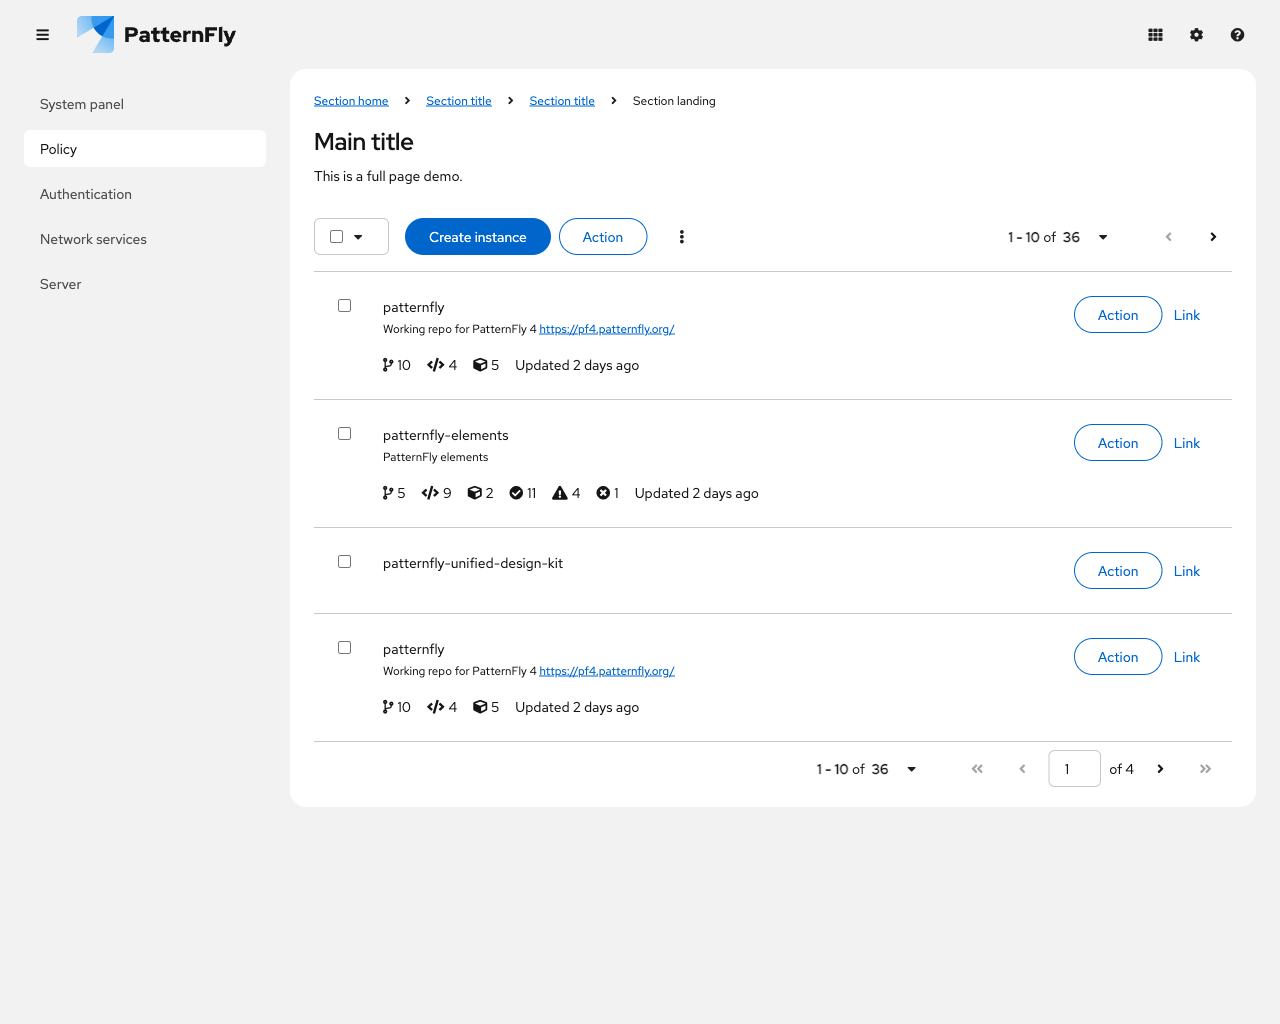 PatternFly
System panel
Policy
Authentication
Network services
Server
Section home Section title Section title Section landing
Main title
This is a full page demo.
Create instance Action 1 - 10 of 36
patternfly Action Link
Working repo for PatternFly 4 https://pf4.patternfly.org/
10 4 5 Updated 2 days ago
patternfly-elements Action Link
PatternFly elements
5 9 2 11 4 1 Updated 2 days ago
patternfly-unified-design-kit Action Link
patternfly Action Link
Working repo for PatternFly 4 https://pf4.patternfly.org/
10 4 5 Updated 2 days ago
1 - 10 of 36 1 of 4